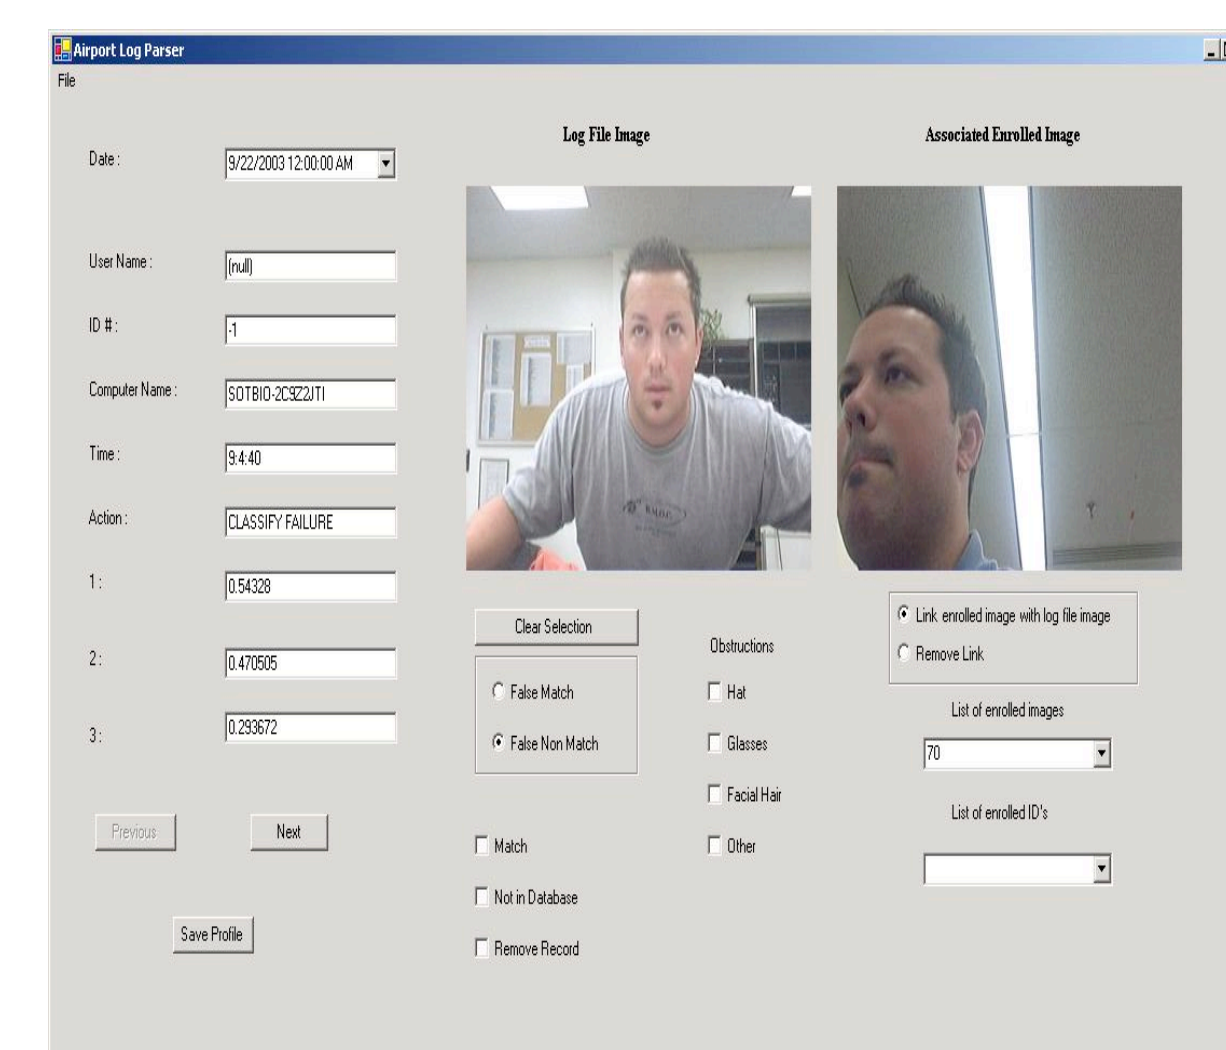 Airport Log Parser
File
Log File Image
Associated Enrolled Image
Date :
9/22/2003 12:00:00 AM
User Name :
(null)
ID # :
-1
Computer Name :
SOTBIO-2C9Z2JTI
Time :
9:4:40
Action :
CLASSIFY FAILURE
1 :
0.54328
2 :
0.470505
3 :
0.293672
Previous
Next
Save Profile
Clear Selection
False Match
False Non Match
Match
Not in Database
Remove Record
Obstructions
Hat
Glasses
Facial Hair
Other
Link enrolled image with log file image
Remove Link
List of enrolled images
70
List of enrolled ID's